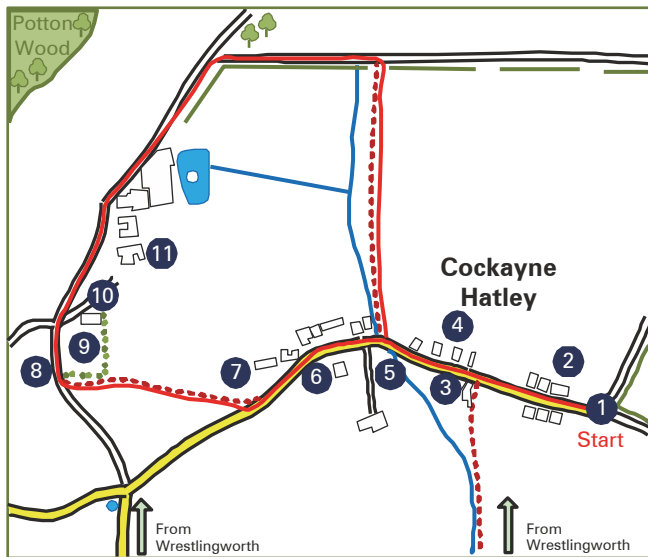 Potton
Wood
11
Cockayne
Hatley
10
4
9
2
8
7
6
5
3
1
Start
From
Wrestlingworth
From
Wrestlingworth